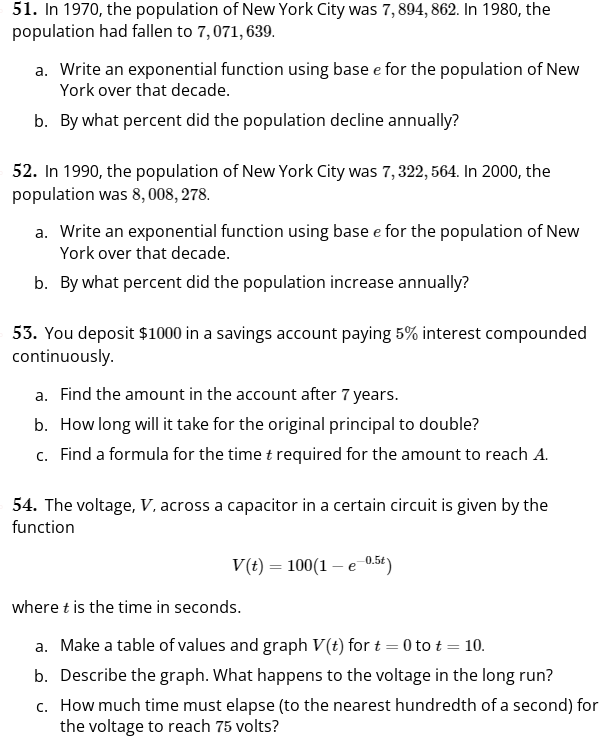 51. In 1970, the population of New York City was 7, 894, 862. In 1980, the
population had fallen to 7, 071, 639.
a. Write an exponential function using base e for the population of New
York over that decade.
b. By what percent did the population decline annually?
52. In 1990, the population of New York City was 7, 322, 564. In 2000, the
population was 8, 008, 278.
a. Write an exponential function using base e for the population of New
York over that decade.
b. By what percent did the population increase annually?
53. You deposit $1000 in a savings account paying 5% interest compounded
continuously.
a. Find the amount in the account after 7 years.
b. How long will it take for the original principal to double?
c. Find a formula for the time t required for the amount to reach A.
54. The voltage, V, across a capacitor in a certain circuit is given by the
function
V(t) = 100(1 − e^{−0.5t})
where t is the time in seconds.
a. Make a table of values and graph V(t) for t = 0 to t = 10.
b. Describe the graph. What happens to the voltage in the long run?
c. How much time must elapse (to the nearest hundredth of a second) for
the voltage to reach 75 volts?